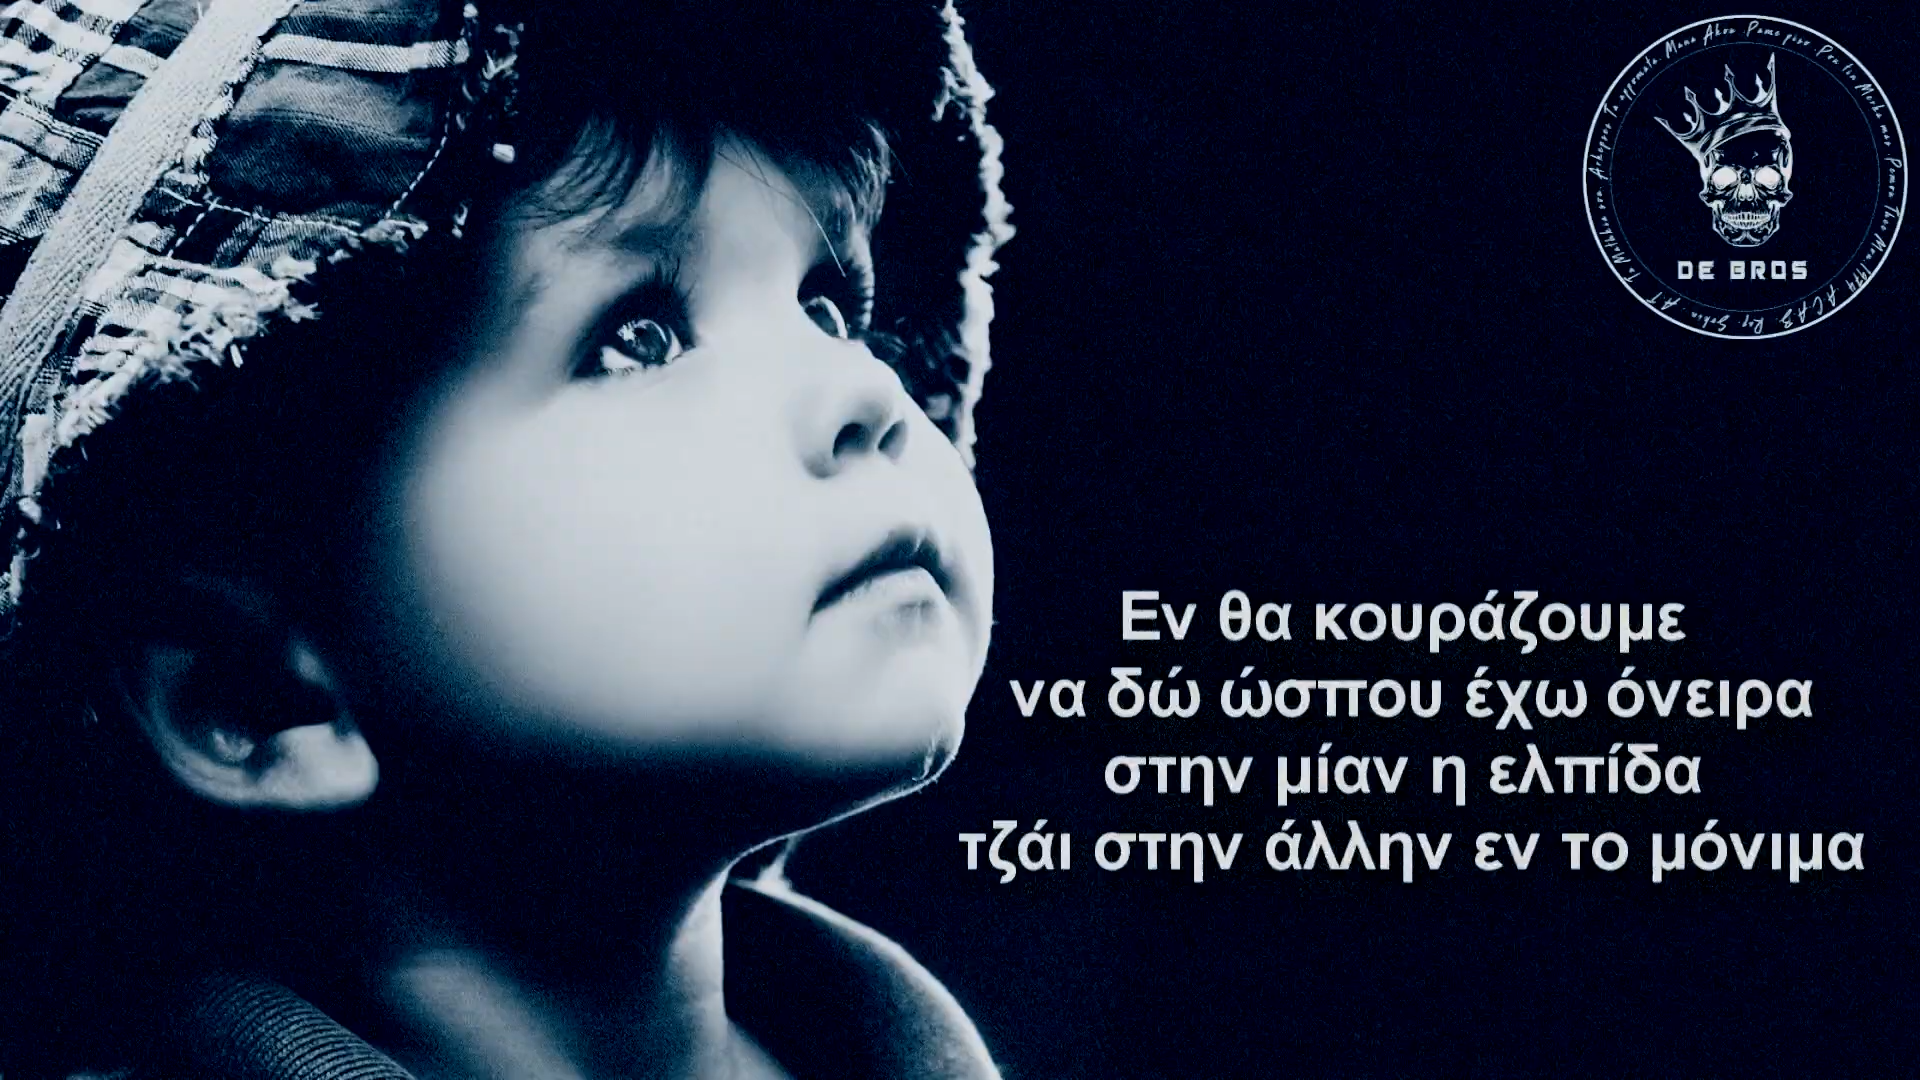 DE BROS
Εν θα κουράζουμε
να δώ ώσπου έχω όνειρα
στην μίαν η ελπίδα
τζάι στην άλλην εν το μόνιμα